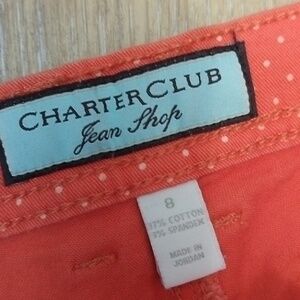 CHARTER CLUB
Jean Shop
8
97% COTTON
3% SPANDEX
MADE IN
JORDAN